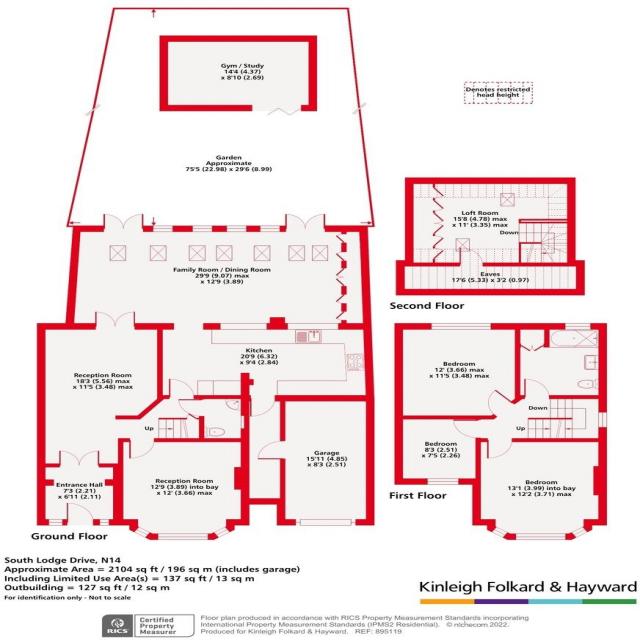 Gym / Study
14'4 (4.37)
x 8'10 (2.69)
Denotes restricted
head height
Garden
Approximate
75'5 (22.98) x 29'6 (8.99)
Loft Room
15'8 (4.78) max
x 11' (3.35) max
Down
Eaves
17'6 (5.33) x 3'2 (0.97)
Second Floor
Family Room / Dining Room
29'9 (9.07) max
x 12'9 (3.89)
Kitchen
20'9 (6.32)
x 9'4 (2.84)
Reception Room
18'3 (5.56) max
x 11'5 (3.48) max
Up
Garage
15'11 (4.85)
x 8'3 (2.51)
Entrance Hall
7'3 (2.21)
x 6'11 (2.11)
Reception Room
12'9 (3.89) into bay
x 12' (3.66) max
Ground Floor
Bedroom
12' (3.66) max
x 11'5 (3.48) max
Down
Up
Bedroom
8'3 (2.51)
x 7'5 (2.26)
Bedroom
13'1 (3.99) into bay
x 12'2 (3.71) max
First Floor
South Lodge Drive, N14
Approximate Area = 2104 sq ft / 196 sq m (includes garage)
Including Limited Use Area(s) = 137 sq ft / 13 sq m
Outbuilding = 127 sq ft / 12 sq m
For identification only - Not to scale
Kinleigh Folkard & Hayward
RICS
Certified
Property
Measurer
Floor plan produced in accordance with RICS Property Measurement Standards incorporating
International Property Measurement Standards (IPMS2 Residential). © nichecom 2022.
Produced for Kinleigh Folkard & Hayward. REF: 895119